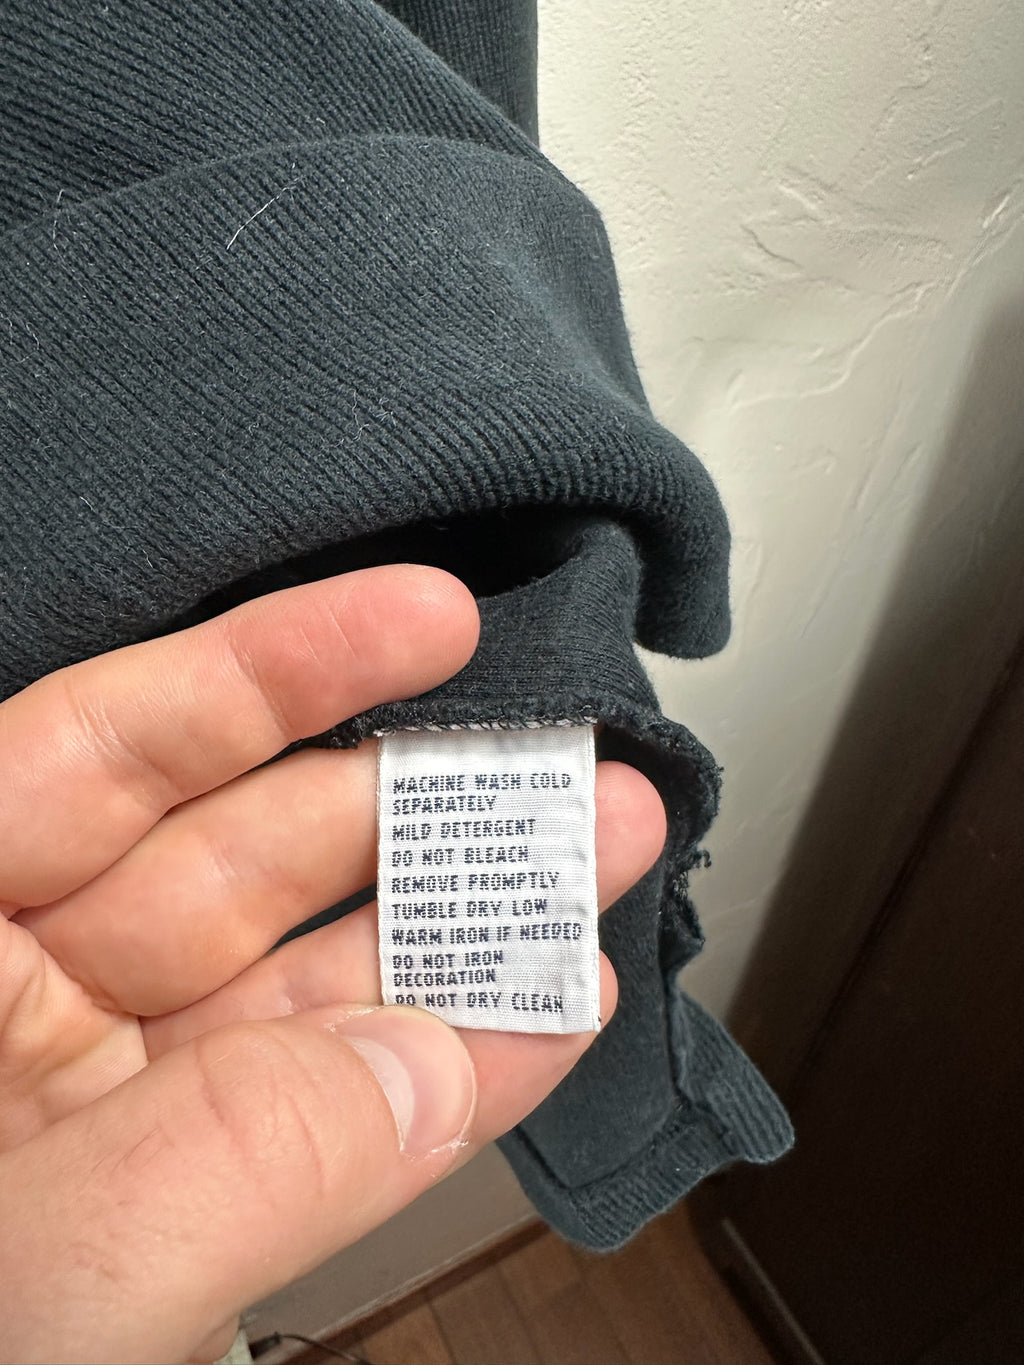 MACHINE WASH COLD
SEPARATELY
MILD DETERGENT
DO NOT BLEACH
REMOVE PROMPTLY
TUMBLE DRY LOW
WARM IRON IF NEEDED
DO NOT IRON
DECORATION
DO NOT DRY CLEAN